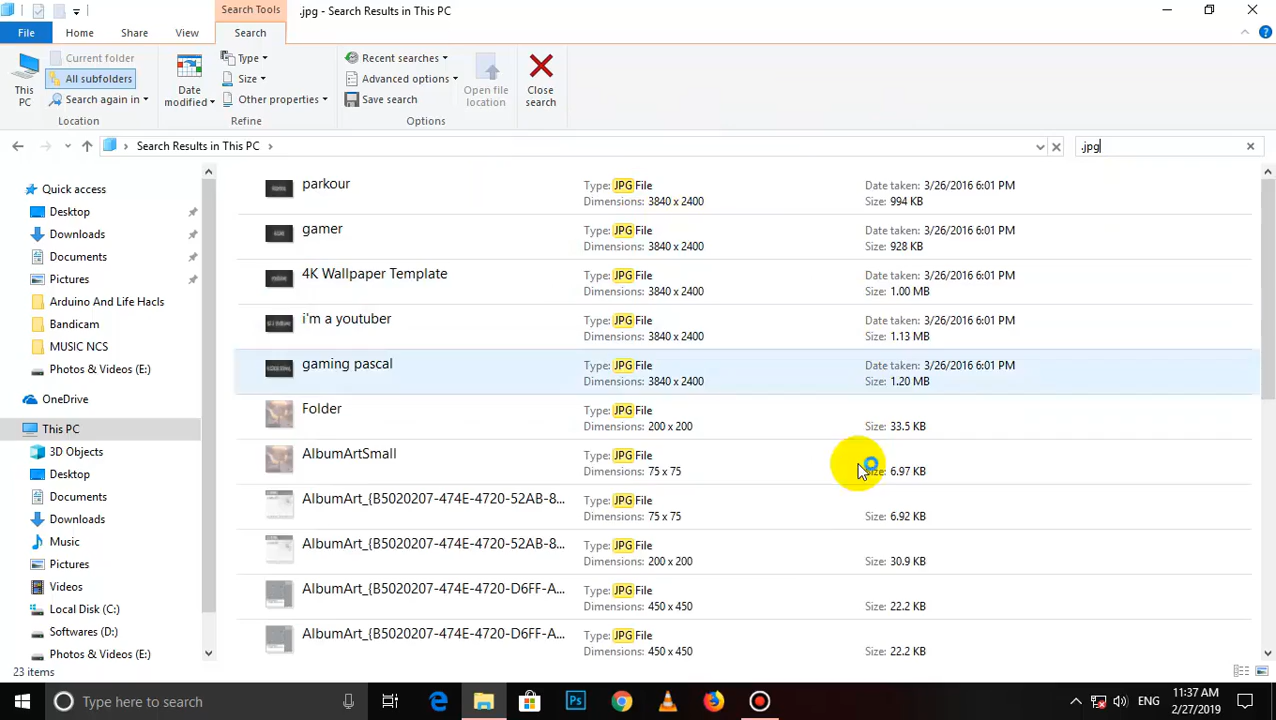 Search Tools
.jpg - Search Results in This PC
File
Home
Share
View
Search
This PC
Current folder
All subfolders
Search again in
Location
Date modified
Type
Size
Other properties
Refine
Recent searches
Advanced options
Save search
Open file location
Options
Close search
Search Results in This PC
.jpg
Quick access
Desktop
Downloads
Documents
Pictures
Arduino And Life Hacls
Bandicam
MUSIC NCS
Photos & Videos (E:)
OneDrive
This PC
3D Objects
Desktop
Documents
Downloads
Music
Pictures
Videos
Local Disk (C:)
Softwares (D:)
Photos & Videos (E:)
parkour
Type: JPG File
Dimensions: 3840 x 2400
Date taken: 3/26/2016 6:01 PM
Size: 994 KB
gamer
Type: JPG File
Dimensions: 3840 x 2400
Date taken: 3/26/2016 6:01 PM
Size: 928 KB
4K Wallpaper Template
Type: JPG File
Dimensions: 3840 x 2400
Date taken: 3/26/2016 6:01 PM
Size: 1.00 MB
i'm a youtuber
Type: JPG File
Dimensions: 3840 x 2400
Date taken: 3/26/2016 6:01 PM
Size: 1.13 MB
gaming pascal
Type: JPG File
Dimensions: 3840 x 2400
Date taken: 3/26/2016 6:01 PM
Size: 1.20 MB
Folder
Type: JPG File
Dimensions: 200 x 200
Size: 33.5 KB
AlbumArtSmall
Type: JPG File
Dimensions: 75 x 75
Size: 6.97 KB
AlbumArt_{B5020207-474E-4720-52AB-8...
Type: JPG File
Dimensions: 75 x 75
Size: 6.92 KB
AlbumArt_{B5020207-474E-4720-52AB-8...
Type: JPG File
Dimensions: 200 x 200
Size: 30.9 KB
AlbumArt_{B5020207-474E-4720-D6FF-A...
Type: JPG File
Dimensions: 450 x 450
Size: 22.2 KB
AlbumArt_{B5020207-474E-4720-D6FF-A...
Type: JPG File
Dimensions: 450 x 450
Size: 22.2 KB
23 items
Type here to search
Ps
ENG
11:37 AM
2/27/2019